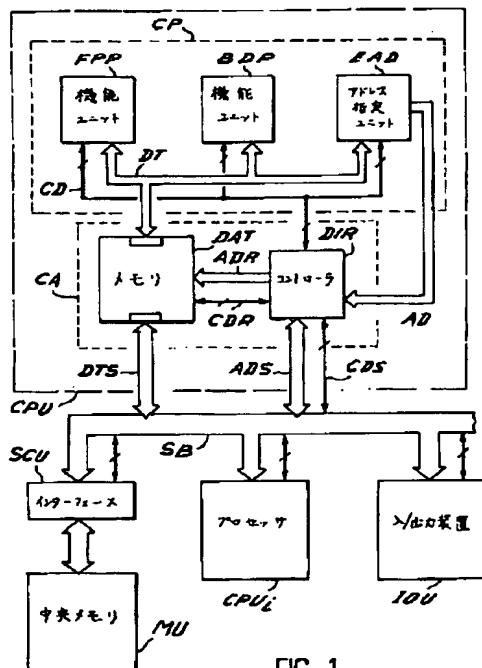 CP
FPP
BDP
EAD
機能
ユニット
機能
ユニット
アドレス
指定
ユニット
DT
CD
DAT
DIR
ADR
CA
メモリ
コントローラ
CDR
AD
DTS
ADS
CDS
CPU
SB
SCU
インターフェース
プロセッサ
入/出力装置
中央メモリ
MU
CPUi
IOU
FIG. 1